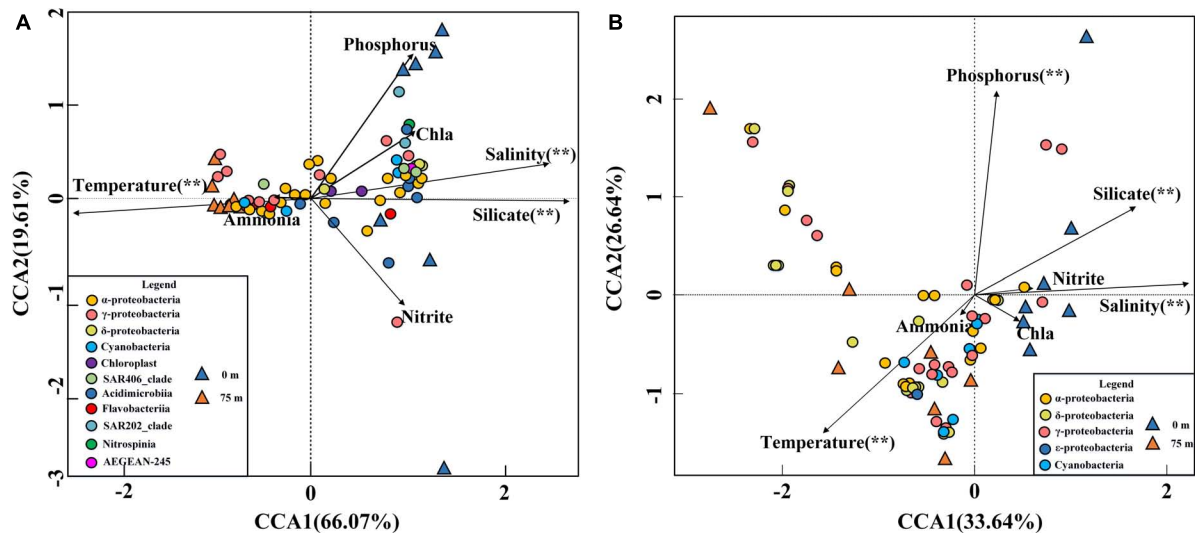 A
CCA2(19.61%)
2
1
0
-1
-2
-3
Phosphorus
Chla
Salinity(**)
Temperature(**)
Silicate(**)
Ammonia
Nitrite
Legend
α-proteobacteria
γ-proteobacteria
δ-proteobacteria
Cyanobacteria
Chloroplast
SAR406_clade
Acidimicrobiia
Flavobacteriia
SAR202_clade
Nitrospinia
AEGEAN-245
0 m
75 m
-2
0
2
CCA1(66.07%)
B
CCA2(26.64%)
2
0
-1
Phosphorus(**)
Silicate(**)
Nitrite
Salinity(**)
Ammonia
Chla
Temperature(**)
Legend
α-proteobacteria
δ-proteobacteria
γ-proteobacteria
ε-proteobacteria
Cyanobacteria
0 m
75 m
-2
0
2
CCA1(33.64%)